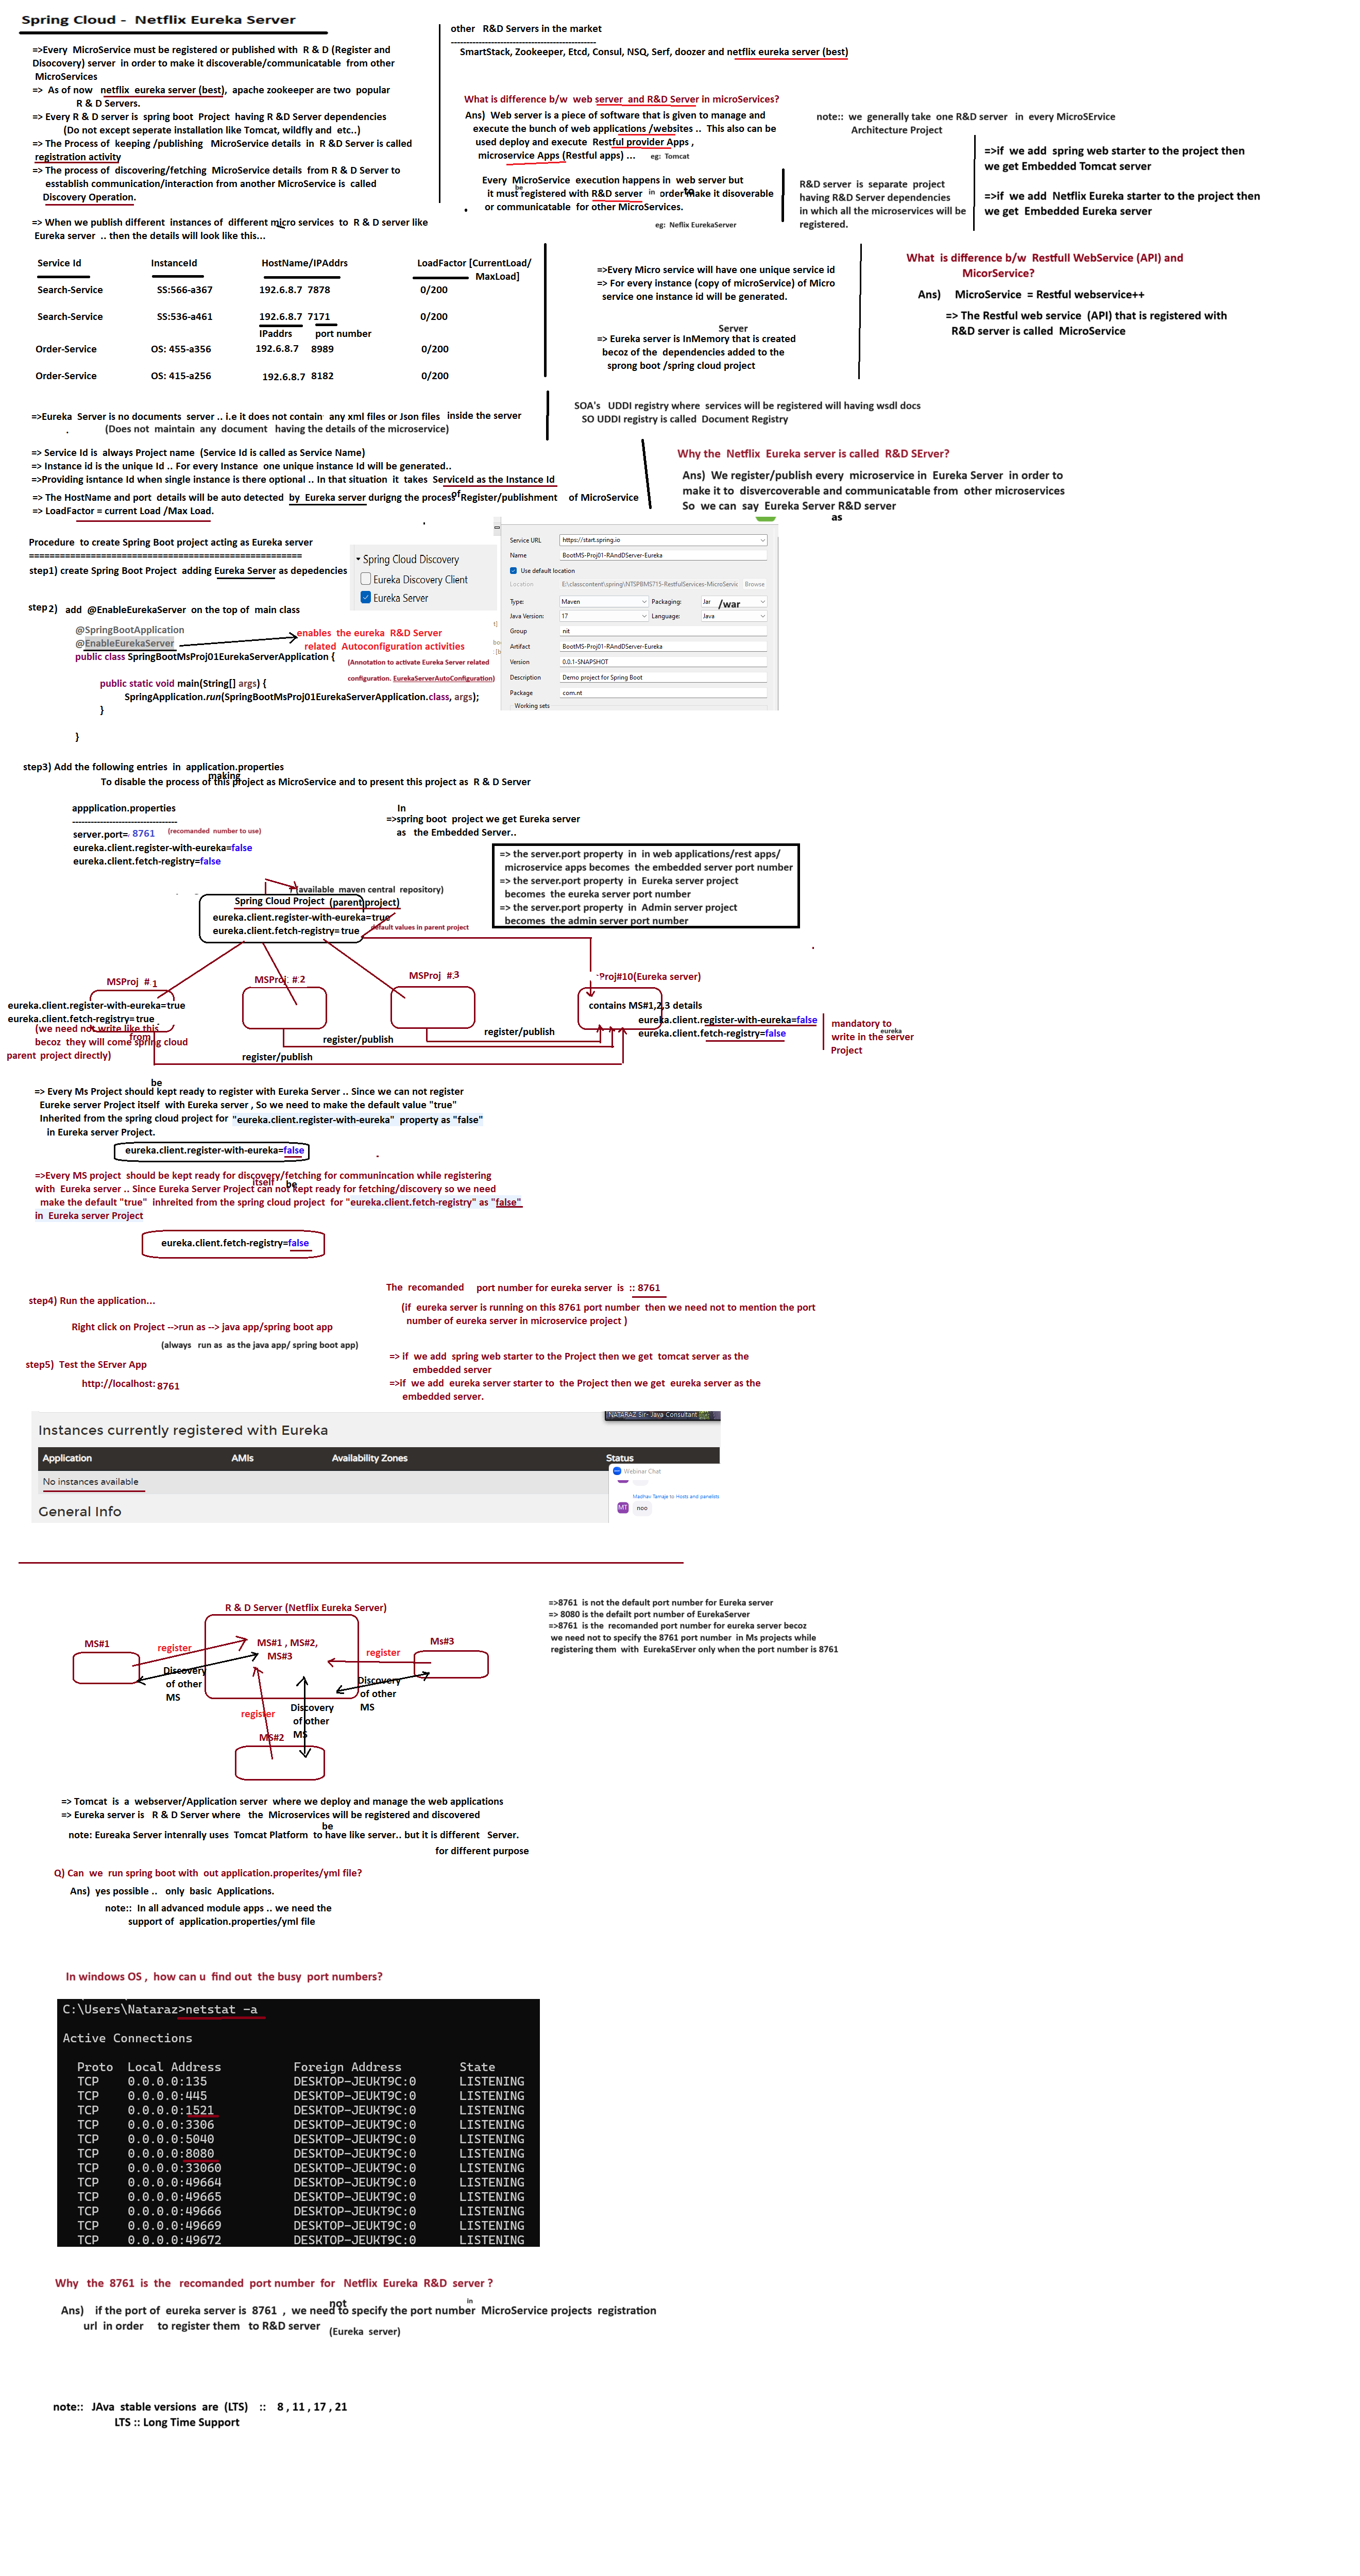 Spring Cloud - Netflix Eureka Server
=>Every MicroService must be registered or published with R & D (Register and
Disocovery) server in order to make it discoverable/communicatable from other
MicroServices
=> As of now netflix eureka server (best), apache zookeeper are two popular
R & D Servers.
=> Every R & D server is spring boot Project having R &D Server dependencies
(Do not except seperate installation like Tomcat, wildfly and etc..)
=> The Process of keeping /publishing MicroService details in R &D Server is called
registration activity
=> The process of discovering/fetching MicroService details from R & D Server to
esstablish communication/interaction from another MicroService is called
Discovery Operation.
=> When we publish different instances of different micro services to R & D server like
Eureka server .. then the details will look like this...
other R&D Servers in the market
------------------------------------------------
SmartStack, Zookeeper, Etcd, Consul, NSQ, Serf, doozer and netflix eureka server (best)
What is difference b/w web server and R&D Server in microServices?
Ans) Web server is a piece of software that is given to manage and
execute the bunch of web applications /websites .. This also can be
used deploy and execute Restful provider Apps ,
microservice Apps (Restful apps) ... eg: Tomcat
Every MicroService execution happens in web server but
it must be registered with R&D server in order to make it disoverable
or communicatable for other MicroServices.
eg: Neflix EurekaServer
note:: we generally take one R&D server in every MicroSErvice
Architecture Project
R&D server is separate project
having R&D Server dependencies
in which all the microservices will be
registered.
=>if we add spring web starter to the project then
we get Embedded Tomcat server
=>if we add Netflix Eureka starter to the project then
we get Embedded Eureka server
Service Id InstanceId HostName/IPAddrs LoadFactor [CurrentLoad/
MaxLoad]
Search-Service SS:566-a367 192.6.8.7 7878 0/200
Search-Service SS:536-a461 192.6.8.7 7171 0/200
IPaddrs port number
Order-Service OS: 455-a356 192.6.8.7 8989 0/200
Order-Service OS: 415-a256 192.6.8.7 8182 0/200
=>Every Micro service will have one unique service id
=> For every instance (copy of microService) of Micro
service one instance id will be generated.
Server
=> Eureka server is InMemory that is created
becoz of the dependencies added to the
sprong boot /spring cloud project
What is difference b/w Restfull WebService (API) and
MicorService?
Ans) MicroService = Restful webservice++
=> The Restful web service (API) that is registered with
R&D server is called MicroService
=>Eureka Server is no documents server .. i.e it does not contain any xml files or Json files inside the server
(Does not maintain any document having the details of the microservice)
SOA's UDDI registry where services will be registered will having wsdl docs
SO UDDI registry is called Document Registry
=> Service Id is always Project name (Service Id is called as Service Name)
=> Instance id is the unique Id .. For every Instance one unique instance Id will be generated..
=>Providing isntance Id when single instance is there optional .. In that situation it takes ServiceId as the Instance Id
=> The HostName and port details will be auto detected by Eureka server durigng the process of Register/publishment of MicroService
=> LoadFactor = current Load /Max Load.
Why the Netflix Eureka server is called R&D SErver?
Ans) We register/publish every microservice in Eureka Server in order to
make it to disvercoverable and communicatable from other microservices
So we can say Eureka Server R&D server
as
Procedure to create Spring Boot project acting as Eureka server
=====================================================
step1) create Spring Boot Project adding Eureka Server as depedencies
Spring Cloud Discovery
Eureka Discovery Client
Eureka Server
Service URL https://start.spring.io
Name BootMS-Proj01-RAndDServer-Eureka
Use default location
Location E:\classcontent\spring\NTSPBMS715-RestfulServices-MicroServic Browse
Type: Maven Packaging: Jar /war
Java Version: 17 Language: Java
Group nit
Artifact BootMS-Proj01-RAndDServer-Eureka
Version 0.0.1-SNAPSHOT
Description Demo project for Spring Boot
Package com.nt
Working sets
step2) add @EnableEurekaServer on the top of main class
@SpringBootApplication
@EnableEurekaServer
public class SpringBootMsProj01EurekaServerApplication {
public static void main(String[] args) {
SpringApplication.run(SpringBootMsProj01EurekaServerApplication.class, args);
}
}
enables the eureka R&D Server
related Autoconfiguration activities
(Annotation to activate Eureka Server related
configuration. EurekaServerAutoConfiguration)
step3) Add the following entries in application.properties
making
To disable the process of this project as MicroService and to present this project as R & D Server
appplication.properties
----------------------------------
server.port= 8761 (recomanded number to use)
eureka.client.register-with-eureka=false
eureka.client.fetch-registry=false
In
=>spring boot project we get Eureka server
as the Embedded Server..
=> the server.port property in in web applications/rest apps/
microservice apps becomes the embedded server port number
=> the server.port property in Eureka server project
becomes the eureka server port number
=> the server.port property in Admin server project
becomes the admin server port number
(available maven central repository)
Spring Cloud Project (parent project)
eureka.client.register-with-eureka=true
eureka.client.fetch-registry=true
default values in parent project
MSProj # 1
MSProj #2
MSProj #.3
Proj#10(Eureka server)
eureka.client.register-with-eureka=true
eureka.client.fetch-registry=true
(we need not write like this
becoz they will come from spring cloud
parent project directly)
contains MS#1,2,3 details
eureka.client.register-with-eureka=false
eureka.client.fetch-registry=false
mandatory to
write in the eureka server
Project
register/publish
register/publish
register/publish
be
=> Every Ms Project should kept ready to register with Eureka Server .. Since we can not register
Eureke server Project itself with Eureka server , So we need to make the default value "true"
Inherited from the spring cloud project for "eureka.client.register-with-eureka" property as "false"
in Eureka server Project.
eureka.client.register-with-eureka=false
=>Every MS project should be kept ready for discovery/fetching for communincation while registering
itself be
with Eureka server .. Since Eureka Server Project can not kept ready for fetching/discovery so we need
make the default "true" inhreited from the spring cloud project for "eureka.client.fetch-registry" as "false"
in Eureka server Project
eureka.client.fetch-registry=false
step4) Run the application...
Right click on Project -->run as --> java app/spring boot app
(always run as as the java app/ spring boot app)
step5) Test the SErver App
http://localhost:8761
The recomanded port number for eureka server is :: 8761
(if eureka server is running on this 8761 port number then we need not to mention the port
number of eureka server in microservice project )
=> if we add spring web starter to the Project then we get tomcat server as the
embedded server
=>if we add eureka server starter to the Project then we get eureka server as the
embedded server.
NATARAZ Sir- Java Consultant
Instances currently registered with Eureka
Application AMIs Availability Zones Status
No instances available
General Info
Webinar Chat
Madhav Tamaje to Hosts and panelists
MT noo
R & D Server (Netflix Eureka Server)
MS#1
register
MS#1 , MS#2,
MS#3
register
Ms#3
Discovery
of other
MS
Discovery
of other
MS
register
Discovery
of other
MS
MS#2
=>8761 is not the default port number for Eureka server
=> 8080 is the defailt port number of EurekaServer
=>8761 is the recomanded port number for eureka server becoz
we need not to specify the 8761 port number in Ms projects while
registering them with EurekaSErver only when the port number is 8761
=> Tomcat is a webserver/Application server where we deploy and manage the web applications
=> Eureka server is R & D Server where the Microservices will be registered and discovered
be
note: Eureaka Server intenrally uses Tomcat Platform to have like server.. but it is different Server.
for different purpose
Q) Can we run spring boot with out application.properites/yml file?
Ans) yes possible .. only basic Applications.
note:: In all advanced module apps .. we need the
support of application.properties/yml file
In windows OS , how can u find out the busy port numbers?
C:\Users\Nataraz>netstat -a
Active Connections
Proto Local Address Foreign Address State
TCP 0.0.0.0:135 DESKTOP-JEUKT9C:0 LISTENING
TCP 0.0.0.0:445 DESKTOP-JEUKT9C:0 LISTENING
TCP 0.0.0.0:1521 DESKTOP-JEUKT9C:0 LISTENING
TCP 0.0.0.0:3306 DESKTOP-JEUKT9C:0 LISTENING
TCP 0.0.0.0:5040 DESKTOP-JEUKT9C:0 LISTENING
TCP 0.0.0.0:8080 DESKTOP-JEUKT9C:0 LISTENING
TCP 0.0.0.0:33060 DESKTOP-JEUKT9C:0 LISTENING
TCP 0.0.0.0:49664 DESKTOP-JEUKT9C:0 LISTENING
TCP 0.0.0.0:49665 DESKTOP-JEUKT9C:0 LISTENING
TCP 0.0.0.0:49666 DESKTOP-JEUKT9C:0 LISTENING
TCP 0.0.0.0:49669 DESKTOP-JEUKT9C:0 LISTENING
TCP 0.0.0.0:49672 DESKTOP-JEUKT9C:0 LISTENING
Why the 8761 is the recomanded port number for Netflix Eureka R&D server ?
not in
Ans) if the port of eureka server is 8761 , we need to specify the port number MicroService projects registration
url in order to register them to R&D server (Eureka server)
note:: JAva stable versions are (LTS) :: 8 , 11 , 17 , 21
LTS :: Long Time Support